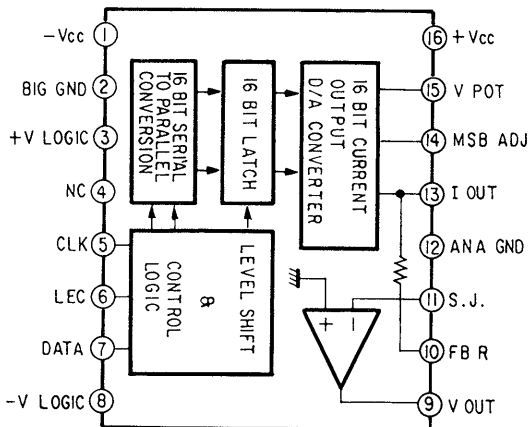 -Vcc 1
BIG GND 2
+V LOGIC 3
NC 4
CLK 5
LEC 6
DATA 7
-V LOGIC 8
16 +Vcc
15 V POT
14 MSB ADJ
13 I OUT
12 ANA GND
11 S.J.
10 FB R
9 V OUT
16 BIT SERIAL
TO PARALLEL
CONVERSION
16 BIT LATCH
16 BIT CURRENT
OUTPUT
D/A CONVERTER
LEVEL SHIFT
&
CONTROL
LOGIC
+ −